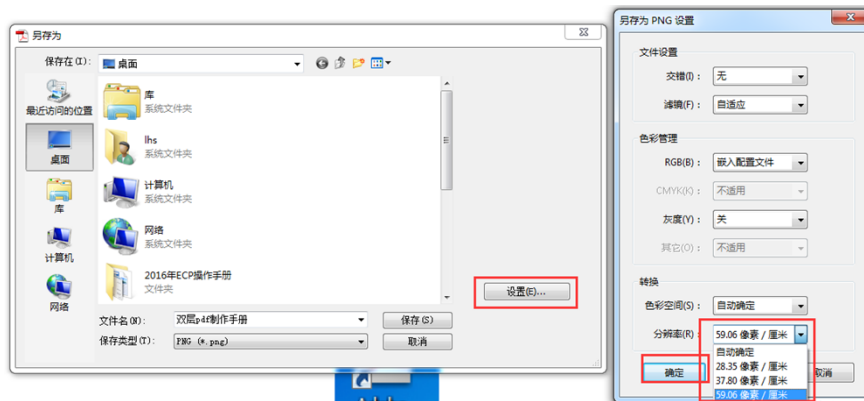 另存为
保存在(I):
桌面
最近访问的位置
桌面
库
计算机
网络
库
系统文件夹
lhs
系统文件夹
计算机
系统文件夹
网络
系统文件夹
2016年ECP操作手册
文件夹
设置(E)...
文件名(N):
双层pdf制作手册
保存(S)
保存类型(T):
PNG (*.png)
取消
另存为 PNG 设置
文件设置
交错(I):
无
滤镜(F):
自适应
色彩管理
RGB(B):
嵌入配置文件
CMYK(K):
不适用
灰度(Y):
关
其它(O):
不适用
转换
色彩空间(S):
自动确定
分辨率(R)
59.06 像素 / 厘米
自动确定
28.35 像素 / 厘米
37.80 像素 / 厘米
59.06 像素 / 厘米
确定
取消